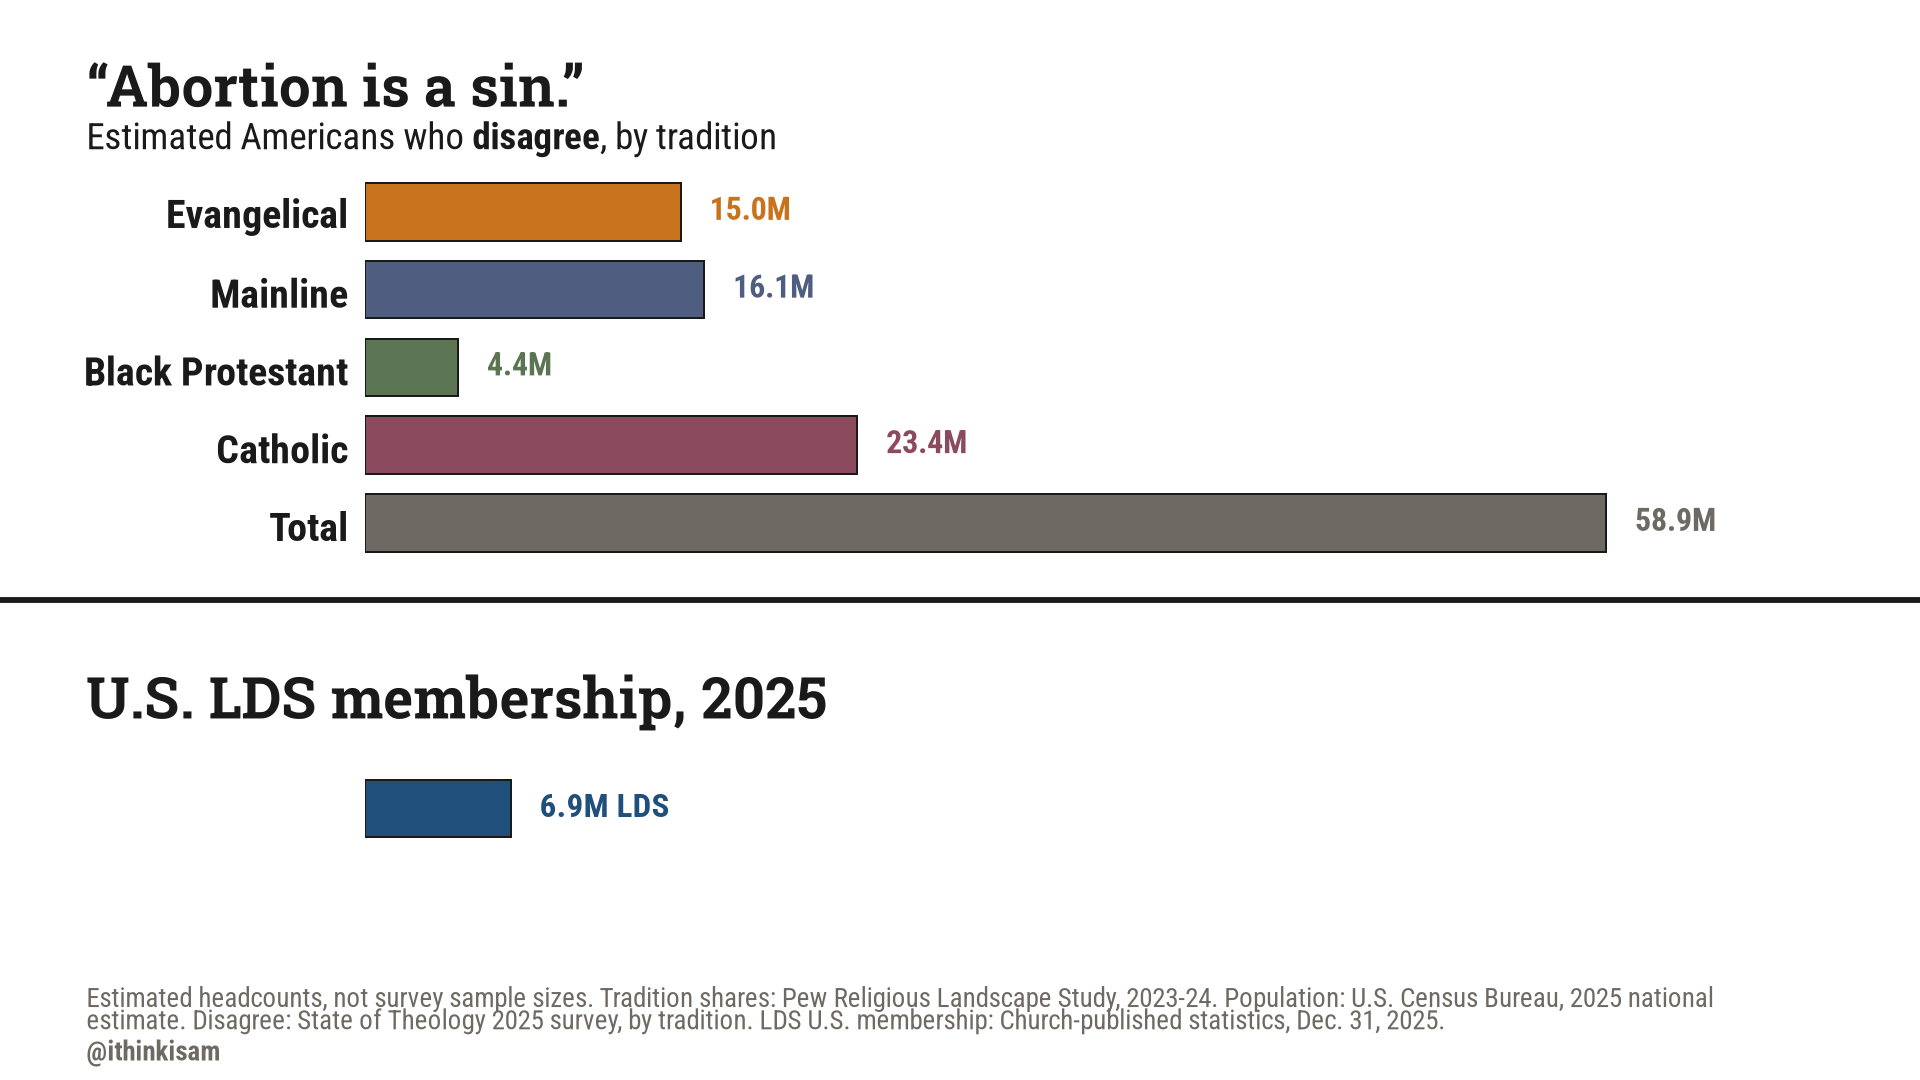 “Abortion is a sin.”
Estimated Americans who disagree, by tradition
Evangelical 15.0M
Mainline 16.1M
Black Protestant 4.4M
Catholic 23.4M
Total 58.9M
U.S. LDS membership, 2025
6.9M LDS
Estimated headcounts, not survey sample sizes. Tradition shares: Pew Religious Landscape Study, 2023-24. Population: U.S. Census Bureau, 2025 national
estimate. Disagree: State of Theology 2025 survey, by tradition. LDS U.S. membership: Church-published statistics, Dec. 31, 2025.
@ithinkisam